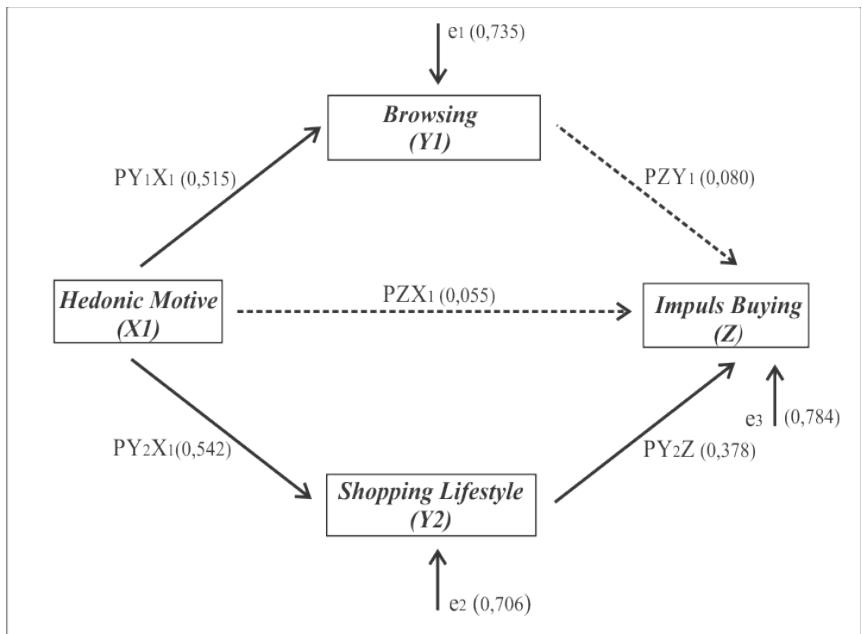 e1 (0,735)
Browsing
(Y1)
PY1X1 (0,515)
PZY1 (0,080)
Hedonic Motive
(X1)
PZX1 (0,055)
Impuls Buying
(Z)
e3 (0,784)
PY2X1(0,542)
PY2Z (0,378)
Shopping Lifestyle
(Y2)
e2 (0,706)